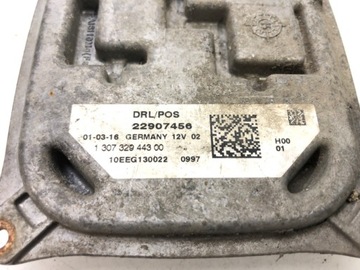 DRL/POS
22907456
01-03-16 GERMANY 12V 02
1 307 329 443 00
10EEG130022 0997
H00
01